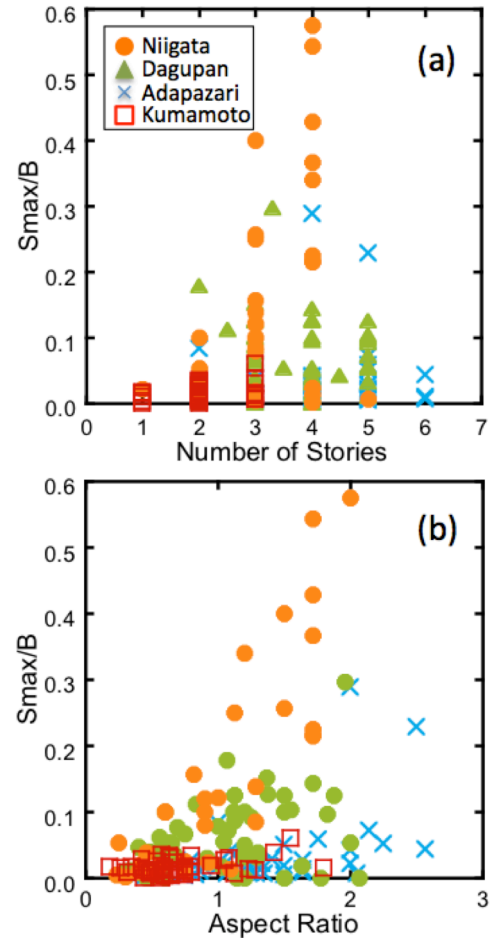 0.6
Niigata
Dagupan
Adapazari
Kumamoto
(a)
0.5
0.4
0.3
0.2
0.1
0.0
Smax/B
0 1 2 3 4 5 6 7
Number of Stories
0.6
(b)
0.5
0.4
0.3
0.2
0.1
0.0
Smax/B
0 1 2 3
Aspect Ratio